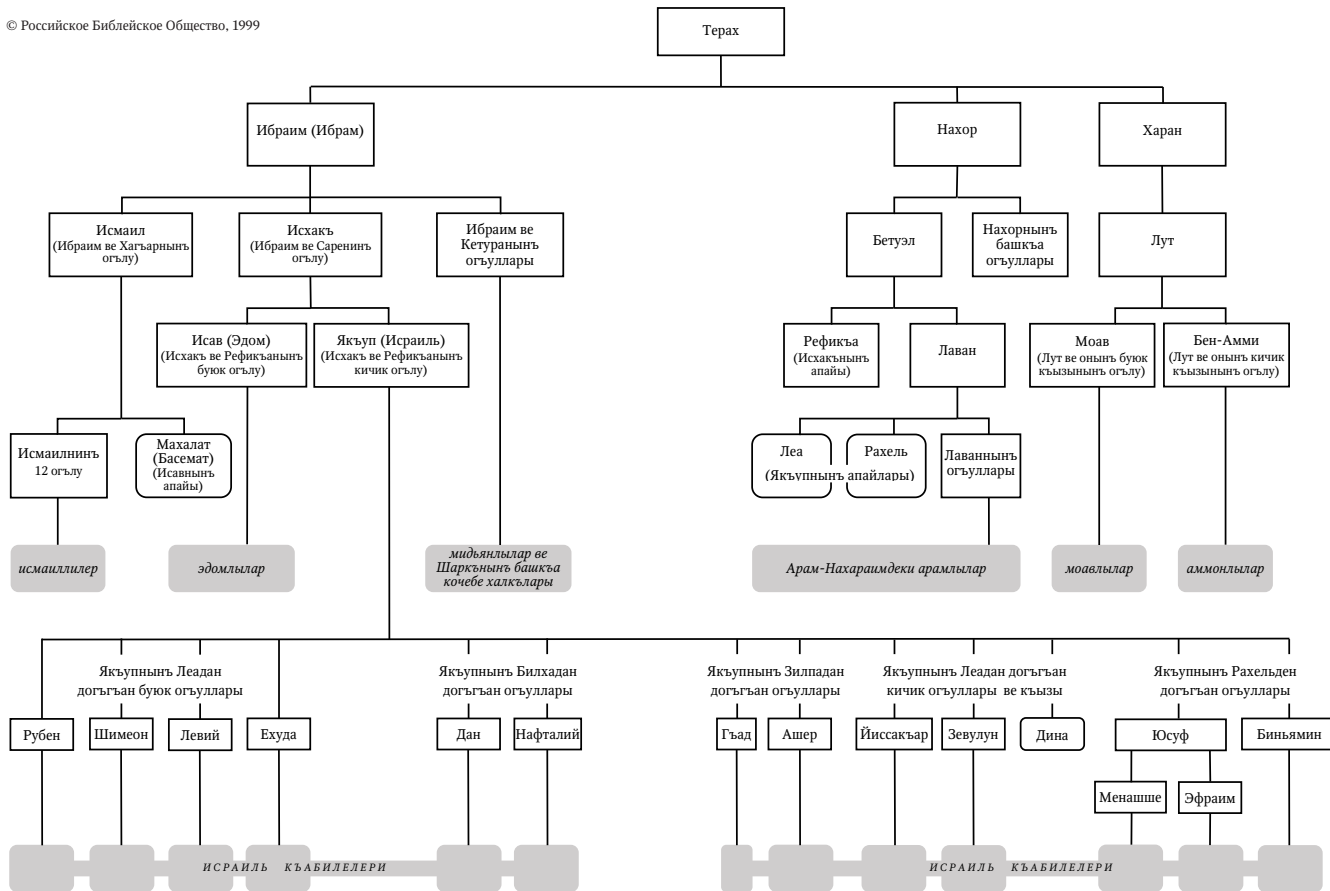 © Российское Библейское Общество, 1999
Терах
Ибраим (Ибрам)
Нахор
Харан
Исмаил
(Ибраим ве Хагъарнынъ
огълу)
Исхакъ
(Ибраим ве Саренинъ
огълу)
Ибраим ве
Кетуранынъ
огъуллары
Бетуэл
Нахорнынъ
башкъа
огъуллары
Лут
Исав (Эдом)
(Исхакъ ве Рефикъанынъ
буюк огълу)
Якъуп (Исраиль)
(Исхакъ ве Рефикъанынъ
кичик огълу)
Рефикъа
(Исхакънынъ
апайы)
Лаван
Моав
(Лут ве онынъ буюк
къызынынъ огълу)
Бен-Амми
(Лут ве онынъ кичик
къызынынъ огълу)
Исмаилнинъ
12 огълу
Махалат
(Басемат)
(Исавнынъ
апайы)
Леа
Рахель
(Якъупнынъ апайлары)
Лаваннынъ
огъуллары
исмаиллилер
эдомлылар
мидьянлылар ве
Шаркънынъ башкъа
кочебе халкълары
Арам-Нахараимдеки арамлылар
моавлылар
аммонлылар
Якъупнынъ Леадан
догъгъан буюк огъуллары
Якъупнынъ Билхадан
догъгъан огъуллары
Якъупнынъ Зилпадан
догъгъан огъуллары
Якъупнынъ Леадан догъгъан
кичик огъуллары ве къызы
Якъупнынъ Рахельден
догъгъан огъуллары
Рубен
Шимеон
Левий
Ехуда
Дан
Нафталий
Гъад
Ашер
Йиссакъар
Зевулун
Дина
Юсуф
Биньямин
Менашше
Эфраим
ИСРАИЛЬ КЪАБИЛЕЛЕРИ
ИСРАИЛЬ КЪАБИЛЕЛЕРИ